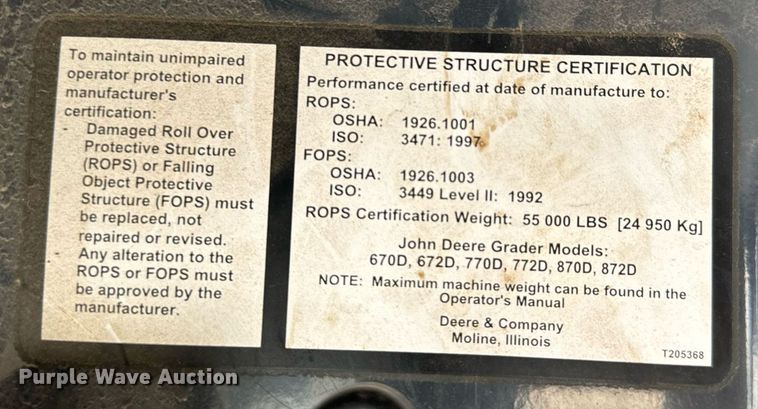 To maintain unimpaired
operator protection and
manufacturer's
certification:
- Damaged Roll Over
Protective Structure
(ROPS) or Falling
Object Protective
Structure (FOPS) must
be replaced, not
repaired or revised.
- Any alteration to the
ROPS or FOPS must
be approved by the
manufacturer.
PROTECTIVE STRUCTURE CERTIFICATION
Performance certified at date of manufacture to:
ROPS:
OSHA: 1926.1001
ISO: 3471: 1997
FOPS:
OSHA: 1926.1003
ISO: 3449 Level II: 1992
ROPS Certification Weight: 55 000 LBS [24 950 Kg]
John Deere Grader Models:
670D, 672D, 770D, 772D, 870D, 872D
NOTE: Maximum machine weight can be found in the
Operator's Manual
Deere & Company
Moline, Illinois
T205368
Purple Wave Auction